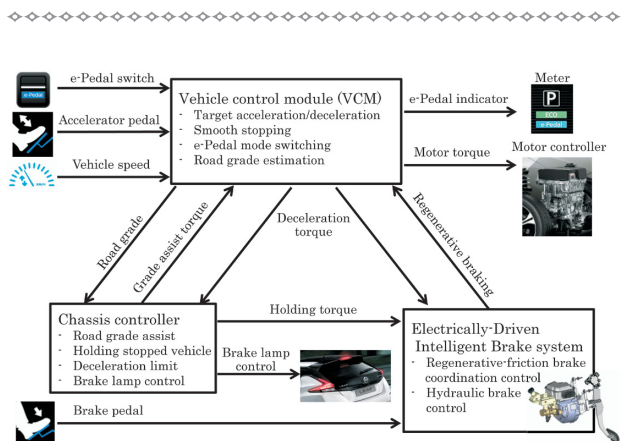 e-Pedal switch
e-Pedal
Accelerator pedal
Vehicle speed
Vehicle control module (VCM)
- Target acceleration/deceleration
- Smooth stopping
- e-Pedal mode switching
- Road grade estimation
Meter
e-Pedal indicator
P
ECO
e-Pedal
Motor torque
Motor controller
Road grade
Grade assist torque
Deceleration
torque
Regenerative braking
Chassis controller
- Road grade assist
- Holding stopped vehicle
- Deceleration limit
- Brake lamp control
Holding torque
Brake lamp
control
Electrically-Driven
Intelligent Brake system
- Regenerative-friction brake
coordination control
- Hydraulic brake
control
Brake pedal